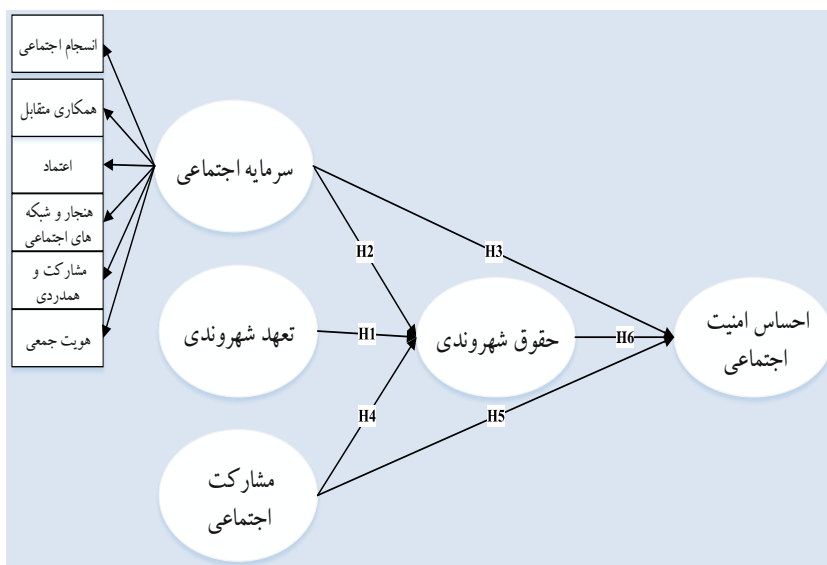 انسجام اجتماعی
همکاری متقابل
اعتماد
هنجار و شبکه
های اجتماعی
مشارکت و
همدردی
هویت جمعی
سرمایه اجتماعی
تعهد شهروندی
مشارکت
اجتماعی
حقوق شهروندی
احساس امنیت
اجتماعی
H2
H3
H1
H6
H4
H5